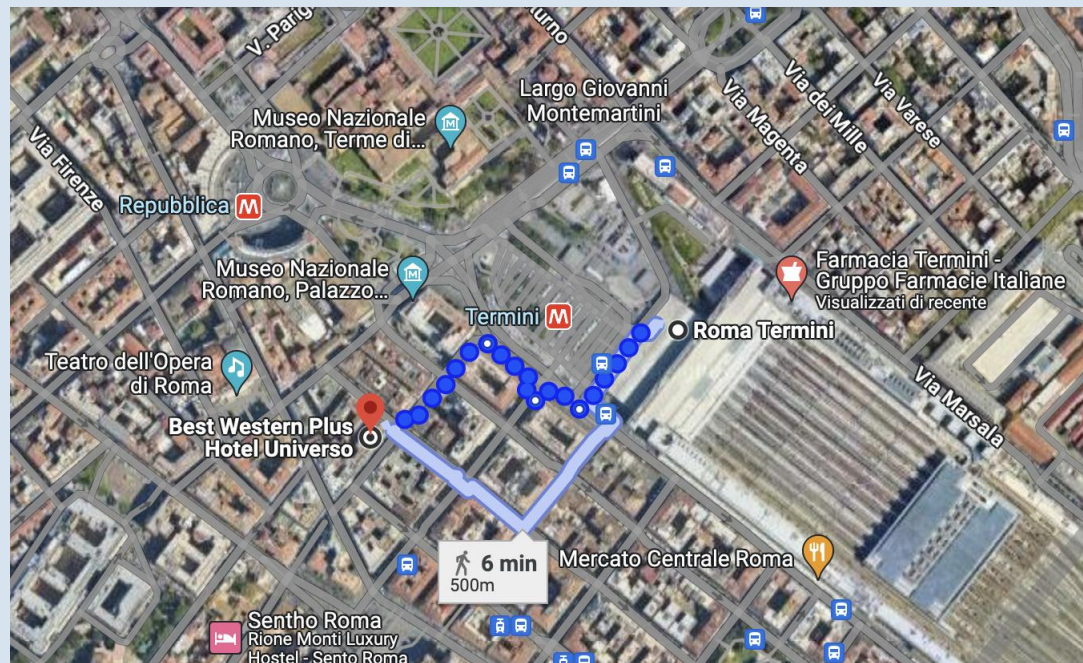 V. Parig
urno
Largo Giovanni
Montemartini
Via Magenta
Via dei Mille
Via Varese
Museo Nazionale
Romano, Terme di...
Via Firenze
Repubblica M
Museo Nazionale
Romano, Palazzo...
Termini M
Farmacia Termini -
Gruppo Farmacie Italiane
Visualizzati di recente
Roma Termini
Teatro dell'Opera
di Roma
Via Marsala
Best Western Plus
Hotel Universo
6 min
500m
Mercato Centrale Roma
Sentho Roma
Rione Monti Luxury
Hostel - Sento Roma